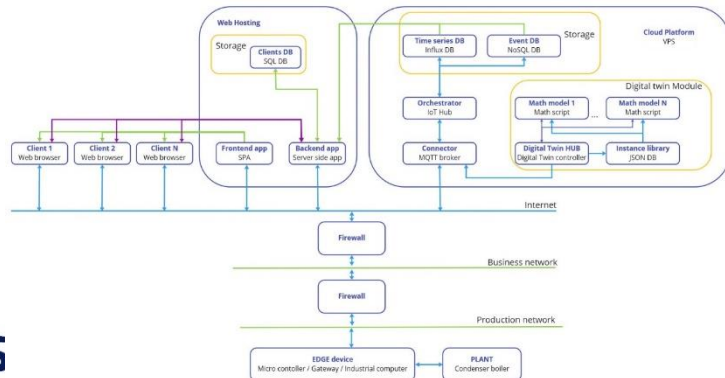 Web Hosting
Storage
Clients DB
SQL DB
Storage
Time series DB
Influx DB
Event DB
NoSQL DB
Cloud Platform
VPS
Digital twin Module
Orchestrator
IoT Hub
Math model 1
Math script
...
Math model N
Math script
Client 1
Web browser
Client 2
Web browser
Client N
Web browser
Frontend app
SPA
Backend app
Server side app
Connector
MQTT broker
Digital Twin HUB
Digital Twin controller
Instance library
JSON DB
Internet
Firewall
Business network
Firewall
Production network
EDGE device
Micro contoller / Gateway / Industrial computer
PLANT
Condenser boiler